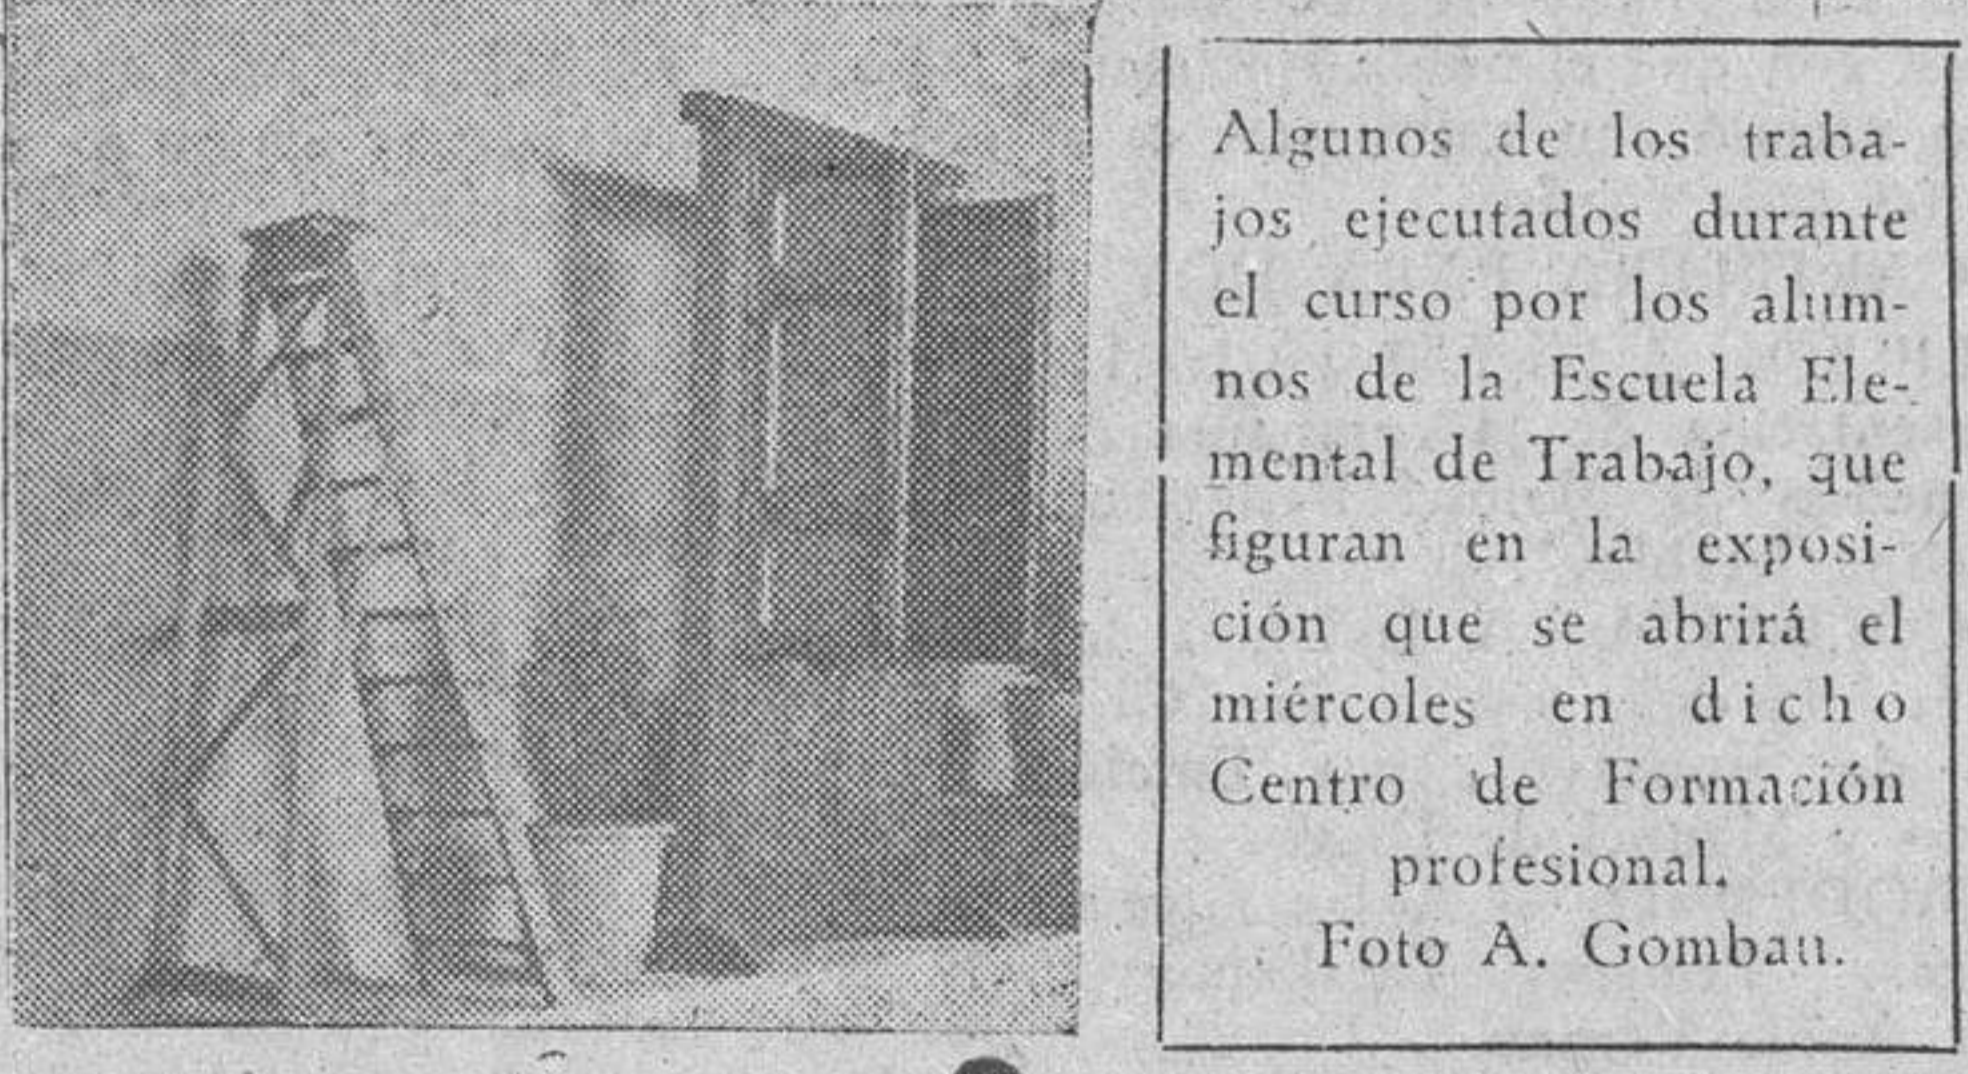 Algunos de los traba-
jos ejecutados durante
el curso por los alum-
nos de la Escuela Ele-
mental de Trabajo, que
figuran en la exposi-
ción que se abrirá el
miércoles en dicho
Centro de Formación
profesional.
Foto A. Gombau.